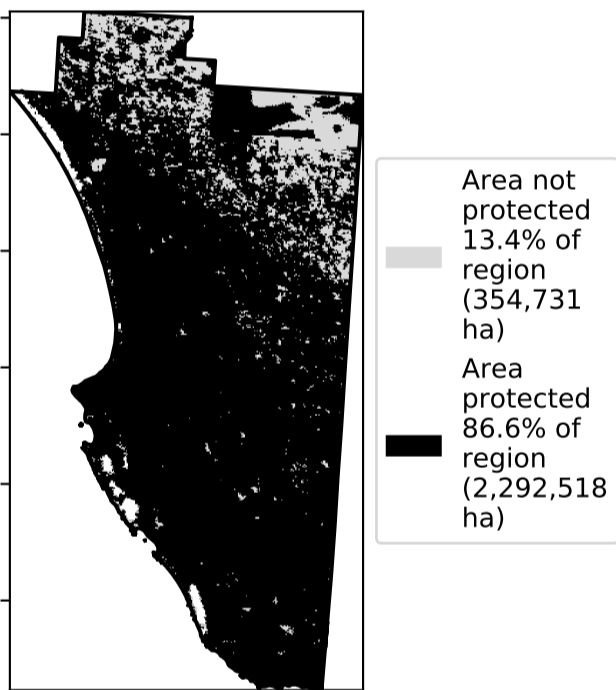 Area not
protected
13.4% of
region
(354,731
ha)
Area
protected
86.6% of
region
(2,292,518
ha)